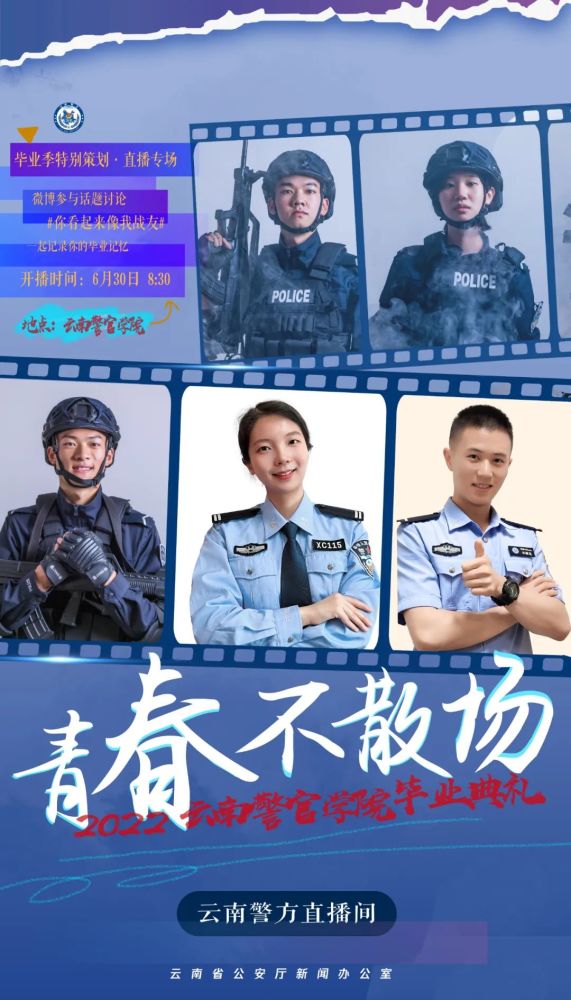 毕业季特别策划·直播专场
微博参与话题讨论
#你看起来像我战友#
一起记录你的毕业记忆
开播时间：6月30日 8:30
地点：云南警官学院
POLICE
POLICE
XC115
青春不散场
2022云南警官学院毕业典礼
云南警方直播间
云南省公安厅新闻办公室